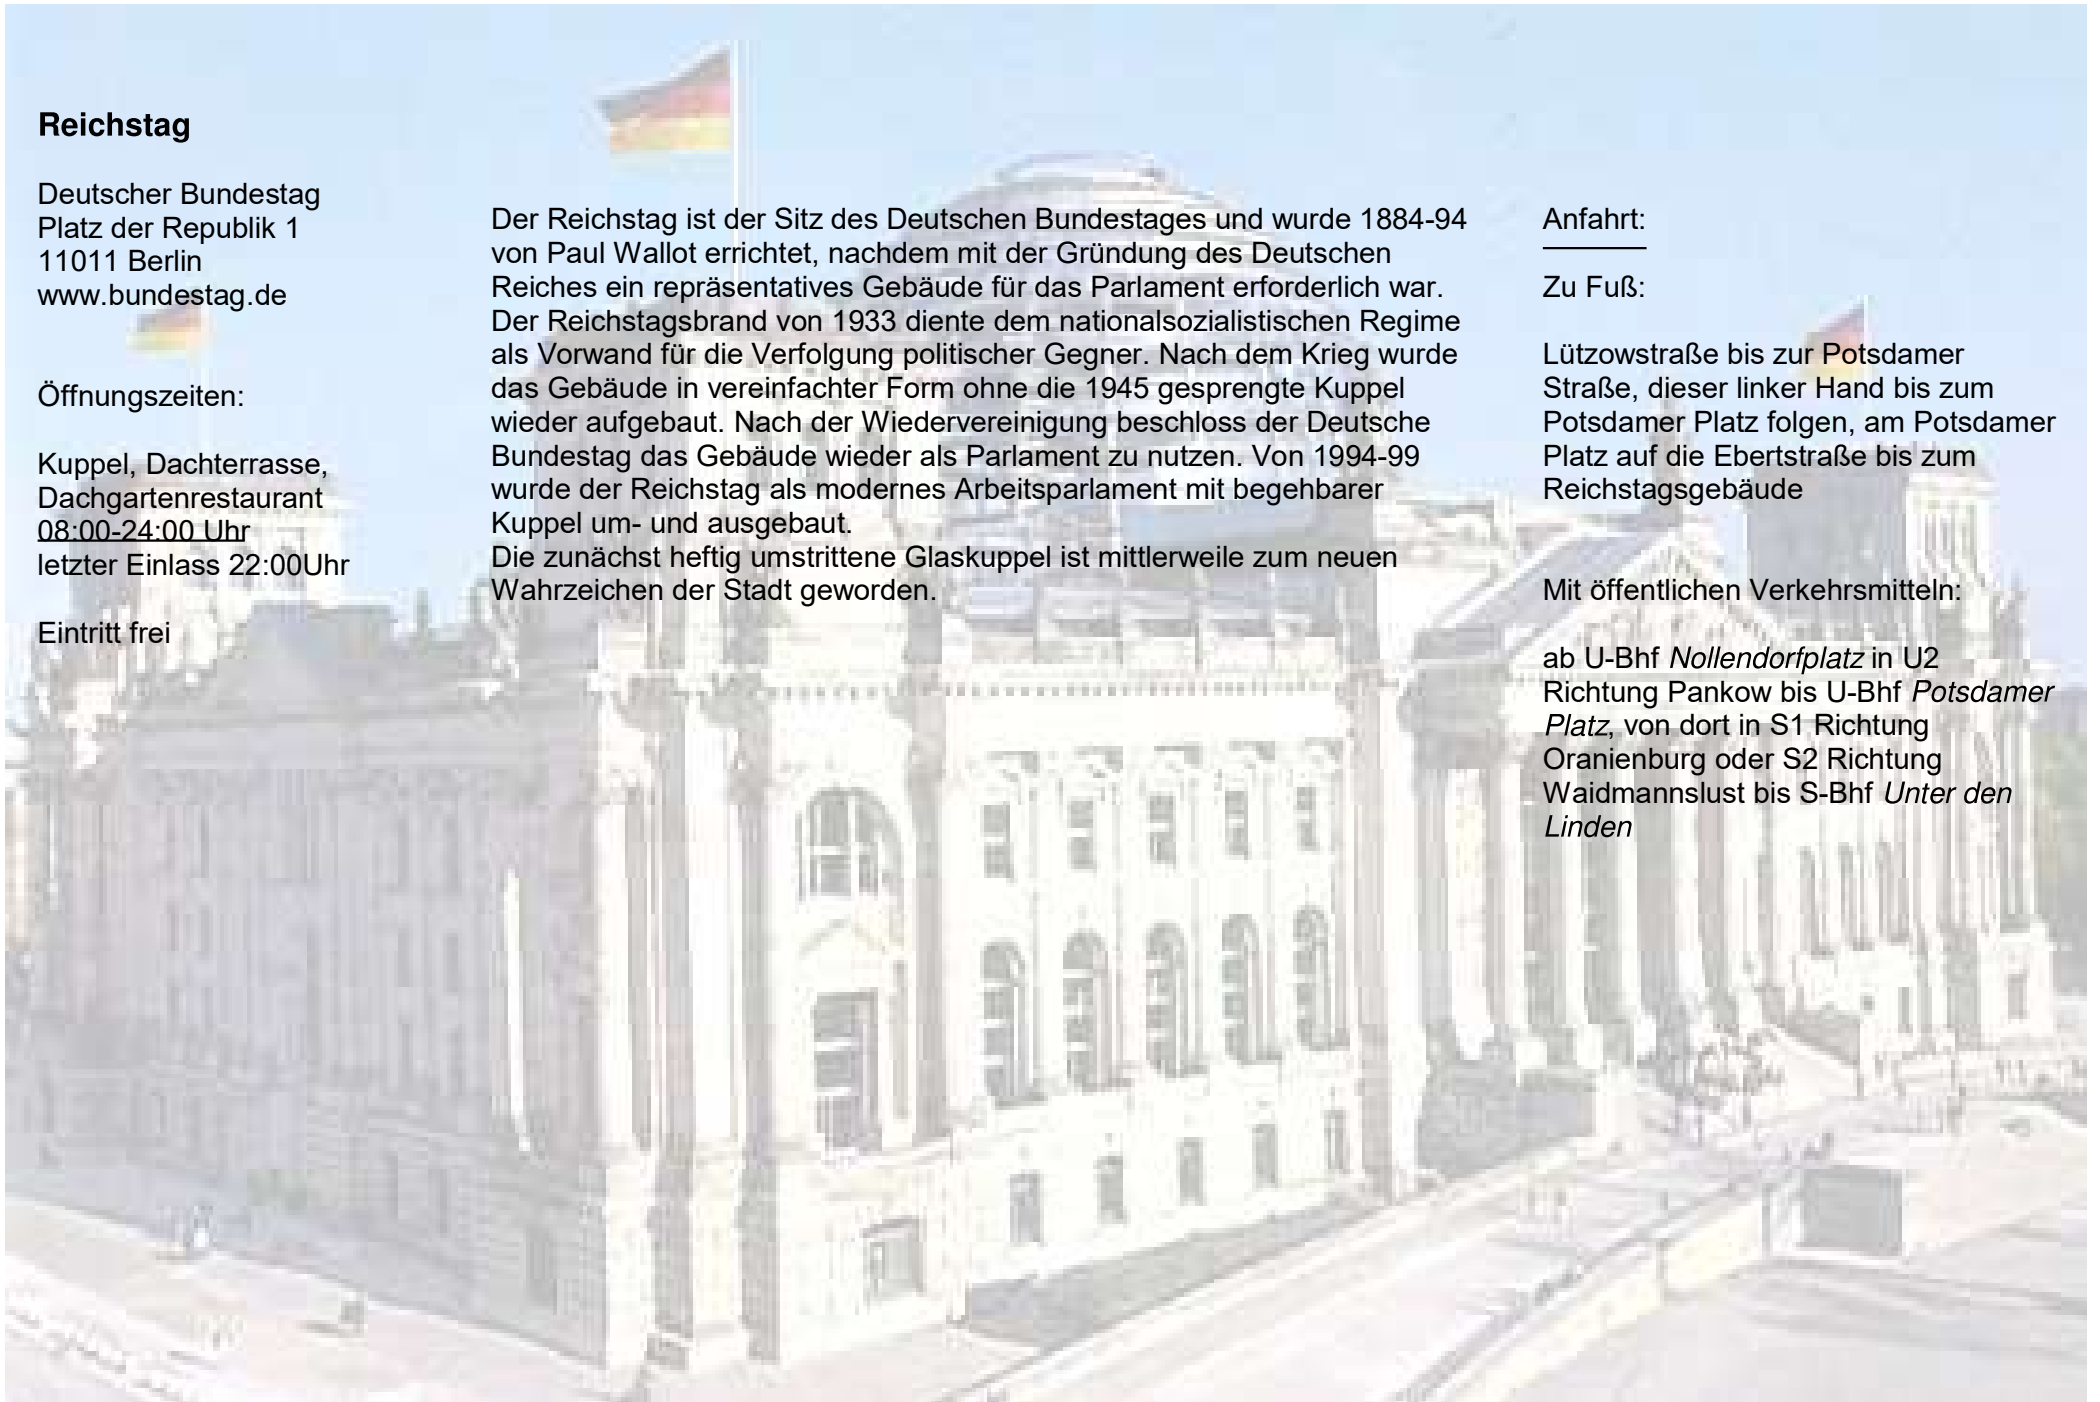 Reichstag
Deutscher Bundestag
Platz der Republik 1
11011 Berlin
www.bundestag.de
Öffnungszeiten:
Kuppel, Dachterrasse,
Dachgartenrestaurant
08:00-24:00 Uhr
letzter Einlass 22:00Uhr
Eintritt frei
Der Reichstag ist der Sitz des Deutschen Bundestages und wurde 1884-94
von Paul Wallot errichtet, nachdem mit der Gründung des Deutschen
Reiches ein repräsentatives Gebäude für das Parlament erforderlich war.
Der Reichstagsbrand von 1933 diente dem nationalsozialistischen Regime
als Vorwand für die Verfolgung politischer Gegner. Nach dem Krieg wurde
das Gebäude in vereinfachter Form ohne die 1945 gesprengte Kuppel
wieder aufgebaut. Nach der Wiedervereinigung beschloss der Deutsche
Bundestag das Gebäude wieder als Parlament zu nutzen. Von 1994-99
wurde der Reichstag als modernes Arbeitsparlament mit begehbarer
Kuppel um- und ausgebaut.
Die zunächst heftig umstrittene Glaskuppel ist mittlerweile zum neuen
Wahrzeichen der Stadt geworden.
Anfahrt:
Zu Fuß:
Lützowstraße bis zur Potsdamer
Straße, dieser linker Hand bis zum
Potsdamer Platz folgen, am Potsdamer
Platz auf die Ebertstraße bis zum
Reichstagsgebäude
Mit öffentlichen Verkehrsmitteln:
ab U-Bhf Nollendorfplatz in U2
Richtung Pankow bis U-Bhf Potsdamer
Platz, von dort in S1 Richtung
Oranienburg oder S2 Richtung
Waidmannslust bis S-Bhf Unter den
Linden